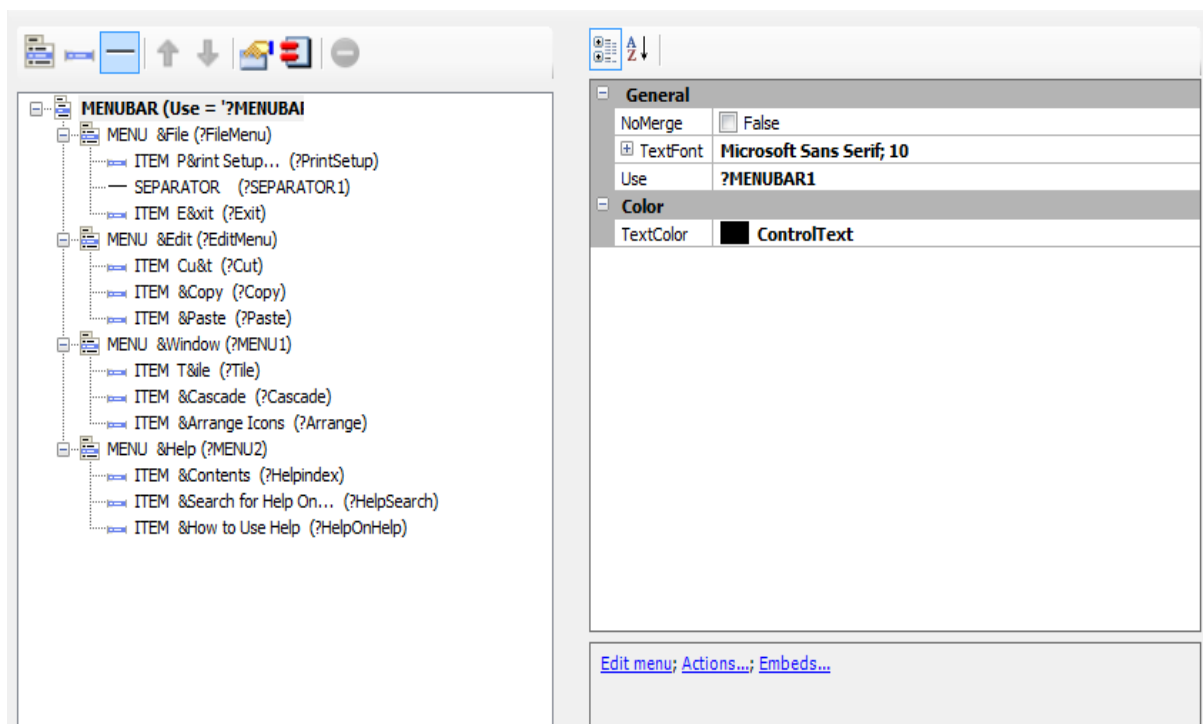 MENUBAR (Use = '?MENUBAI
MENU &File (?FileMenu)
ITEM P&rint Setup... (?PrintSetup)
SEPARATOR (?SEPARATOR1)
ITEM E&xit (?Exit)
MENU &Edit (?EditMenu)
ITEM Cu&t (?Cut)
ITEM &Copy (?Copy)
ITEM &Paste (?Paste)
MENU &Window (?MENU1)
ITEM T&ile (?Tile)
ITEM &Cascade (?Cascade)
ITEM &Arrange Icons (?Arrange)
MENU &Help (?MENU2)
ITEM &Contents (?Helpindex)
ITEM &Search for Help On... (?HelpSearch)
ITEM &How to Use Help (?HelpOnHelp)
A
Z
General
NoMerge False
TextFont Microsoft Sans Serif; 10
Use ?MENUBAR1
Color
TextColor ControlText
Edit menu; Actions...; Embeds...